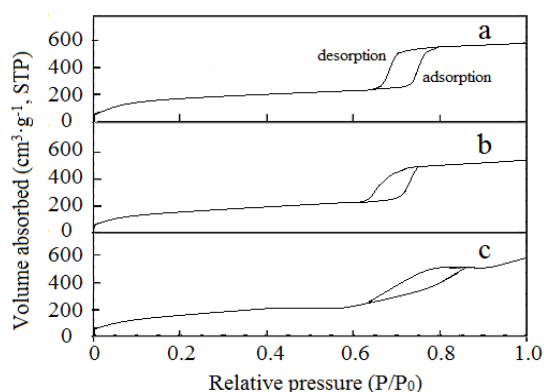 Volume absorbed (cm³·g⁻¹, STP)
600
400
200
0
a
desorption
adsorption
600
400
200
0
b
600
400
200
0
c
0
0.2
0.4
0.6
0.8
1.0
Relative pressure (P/P₀)